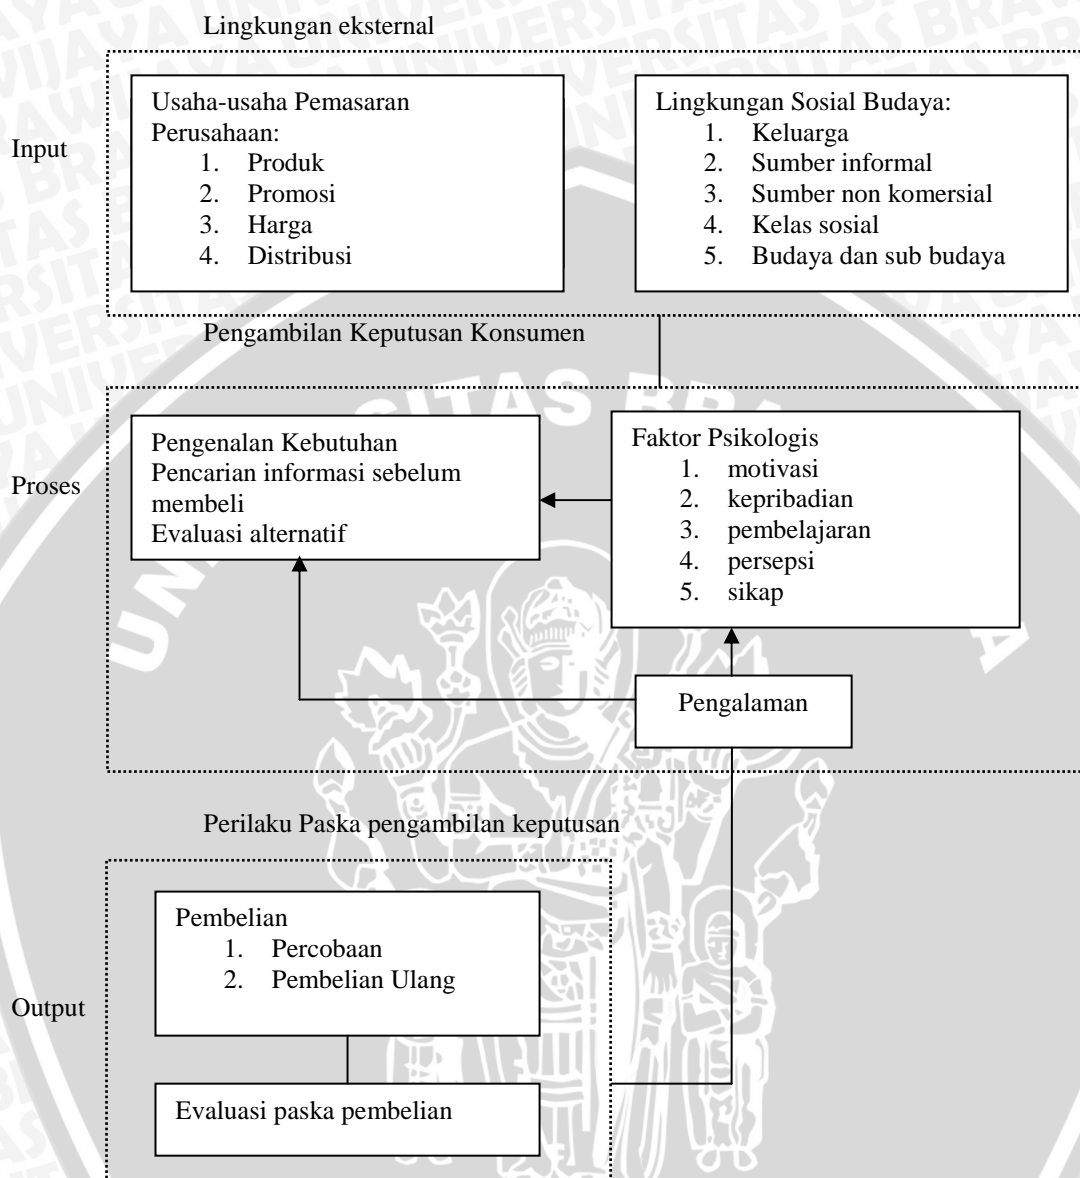 Lingkungan eksternal
Input
Usaha-usaha Pemasaran
Perusahaan:
1. Produk
2. Promosi
3. Harga
4. Distribusi
Lingkungan Sosial Budaya:
1. Keluarga
2. Sumber informal
3. Sumber non komersial
4. Kelas sosial
5. Budaya dan sub budaya
Pengambilan Keputusan Konsumen
Proses
Pengenalan Kebutuhan
Pencarian informasi sebelum
membeli
Evaluasi alternatif
Faktor Psikologis
1. motivasi
2. kepribadian
3. pembelajaran
4. persepsi
5. sikap
Pengalaman
Perilaku Paska pengambilan keputusan
Output
Pembelian
1. Percobaan
2. Pembelian Ulang
Evaluasi paska pembelian